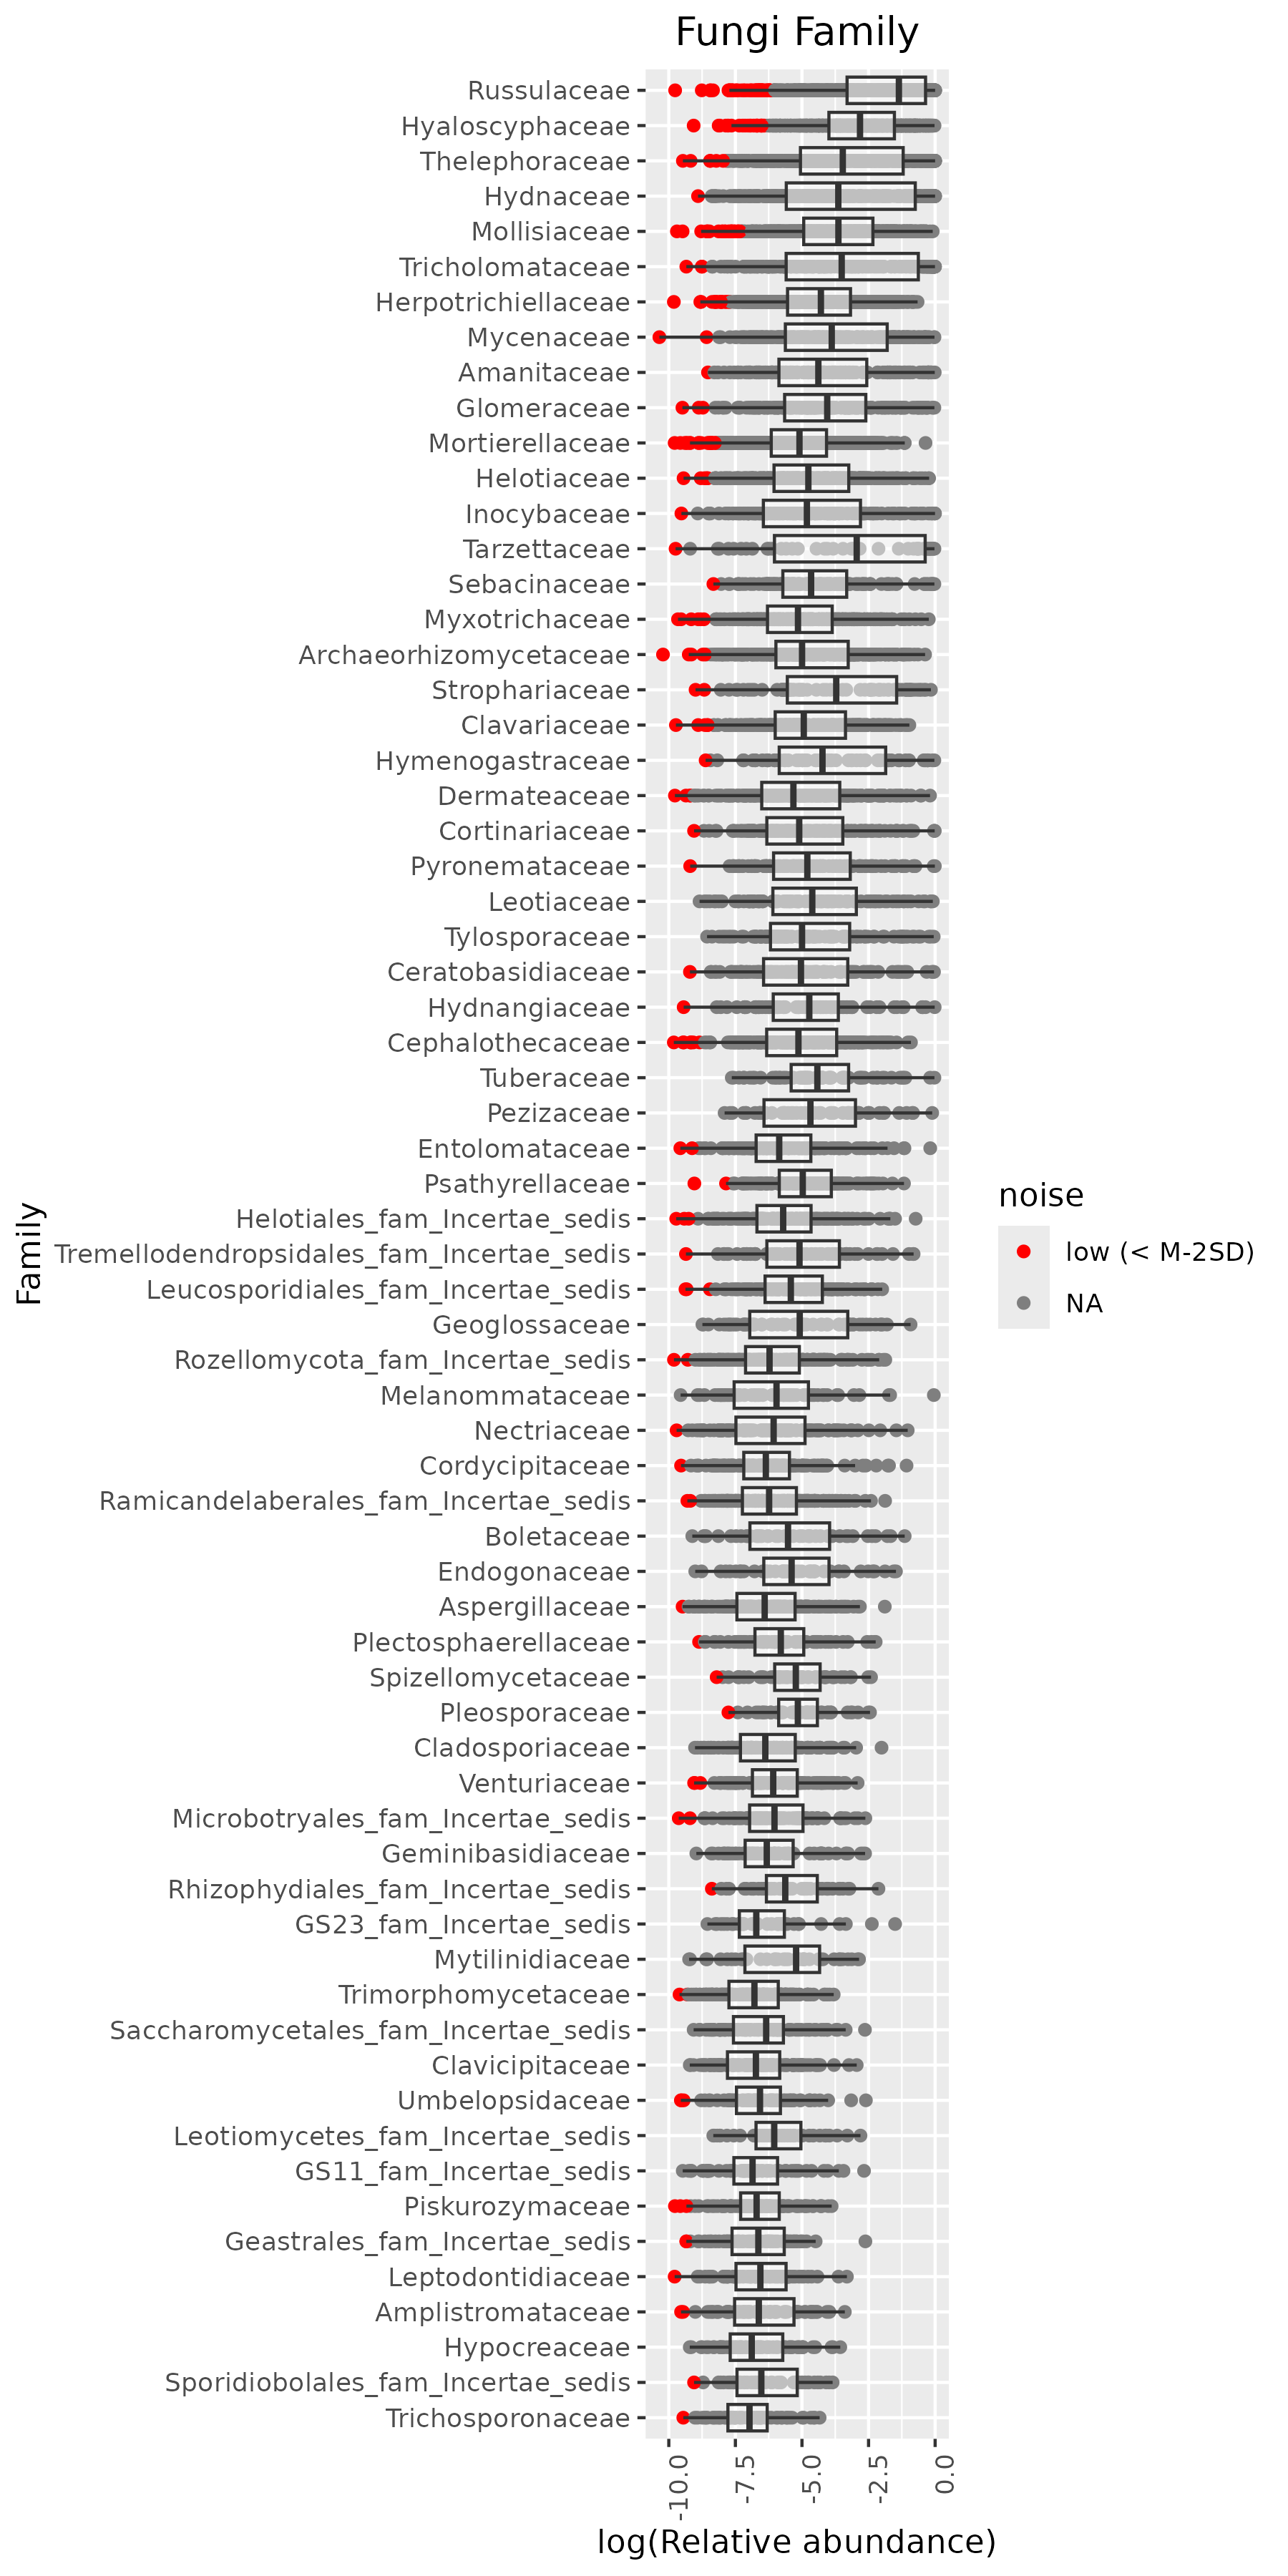 Fungi Family
Russulaceae
Hyaloscyphaceae
Thelephoraceae
Hydnaceae
Mollisiaceae
Tricholomataceae
Herpotrichiellaceae
Mycenaceae
Amanitaceae
Glomeraceae
Mortierellaceae
Helotiaceae
Inocybaceae
Tarzettaceae
Sebacinaceae
Myxotrichaceae
Archaeorhizomycetaceae
Strophariaceae
Clavariaceae
Hymenogastraceae
Dermateaceae
Cortinariaceae
Pyronemataceae
Leotiaceae
Tylosporaceae
Ceratobasidiaceae
Hydnangiaceae
Cephalothecaceae
Tuberaceae
Pezizaceae
Entolomataceae
Psathyrellaceae
Helotiales_fam_Incertae_sedis
Tremellodendropsidales_fam_Incertae_sedis
Leucosporidiales_fam_Incertae_sedis
Geoglossaceae
Rozellomycota_fam_Incertae_sedis
Melanommataceae
Nectriaceae
Cordycipitaceae
Ramicandelaberales_fam_Incertae_sedis
Boletaceae
Endogonaceae
Aspergillaceae
Plectosphaerellaceae
Spizellomycetaceae
Pleosporaceae
Cladosporiaceae
Venturiaceae
Microbotryales_fam_Incertae_sedis
Geminibasidiaceae
Rhizophydiales_fam_Incertae_sedis
GS23_fam_Incertae_sedis
Mytilinidiaceae
Trimorphomycetaceae
Saccharomycetales_fam_Incertae_sedis
Clavicipitaceae
Umbelopsidaceae
Leotiomycetes_fam_Incertae_sedis
GS11_fam_Incertae_sedis
Piskurozymaceae
Geastrales_fam_Incertae_sedis
Leptodontidiaceae
Amplistromataceae
Hypocreaceae
Sporidiobolales_fam_Incertae_sedis
Trichosporonaceae
Family
-10.0
-7.5
-5.0
-2.5
0.0
log(Relative abundance)
noise
low (< M-2SD)
NA